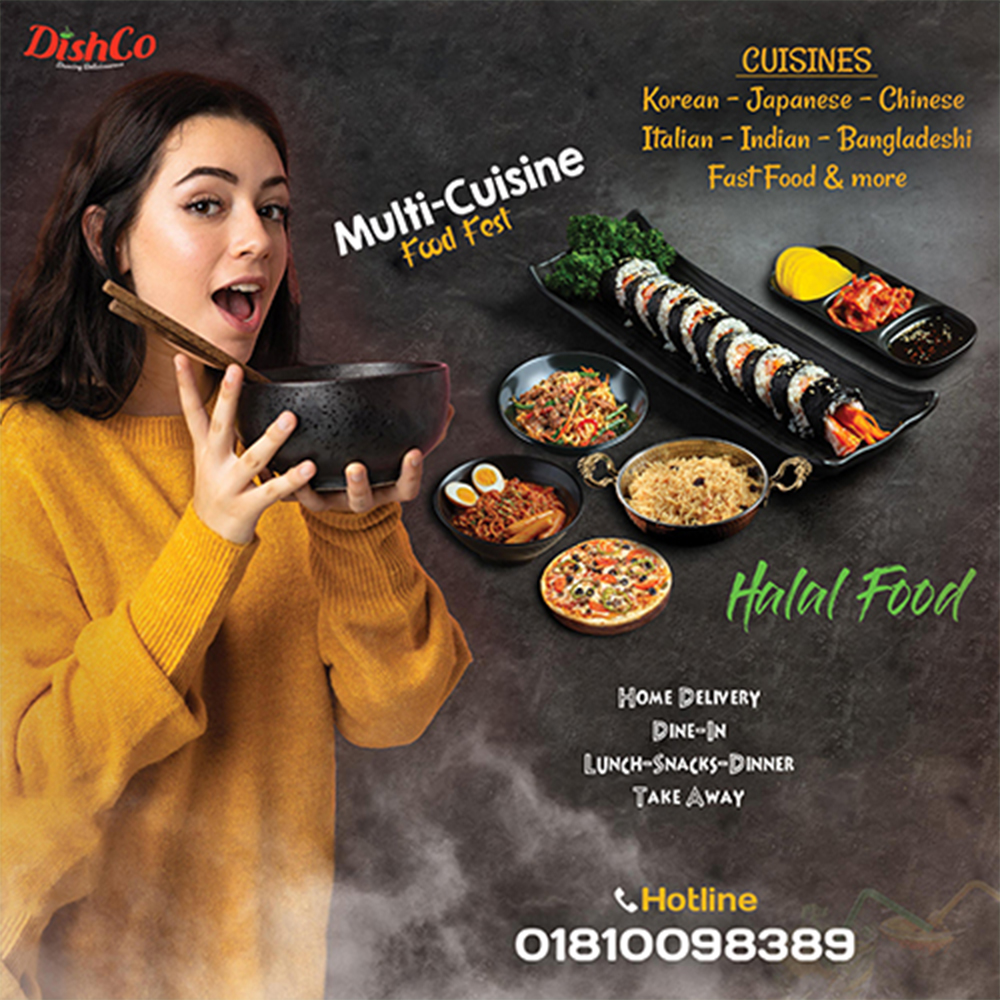 DishCo
CUISINES
Korean - Japanese - Chinese
Italian - Indian - Bangladeshi
Fast Food & more
Multi-Cuisine
Food Fest
Halal Food
Home Delivery
Dine-In
Lunch-Snacks-Dinner
Take Away
Hotline
01810098389